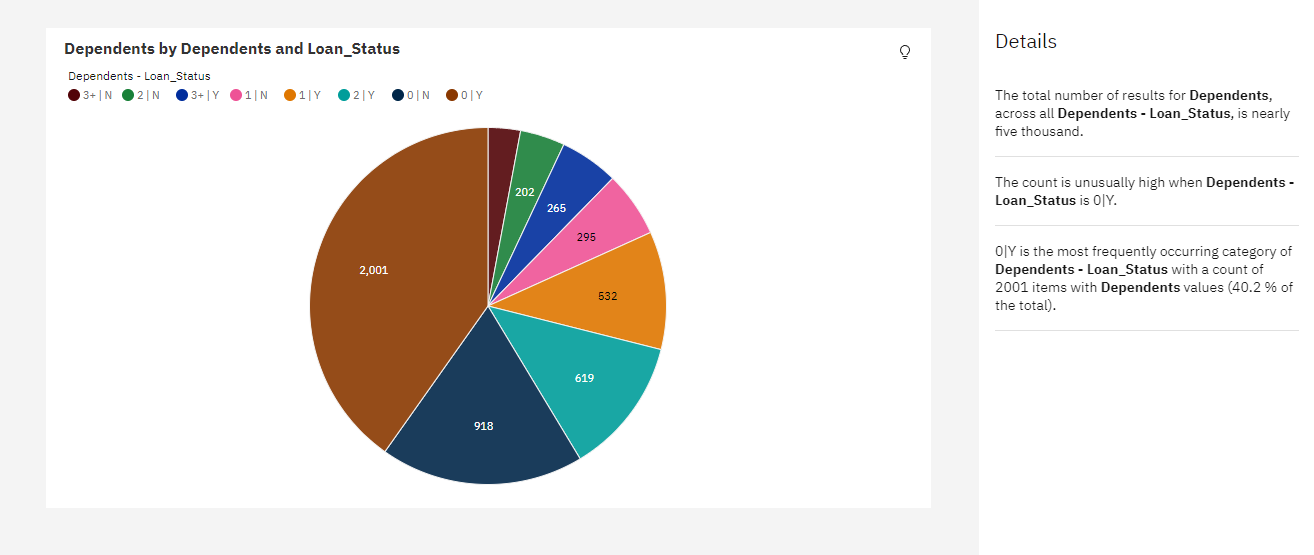 Dependents by Dependents and Loan_Status
Dependents - Loan_Status
3+ | N 2 | N 3+ | Y 1 | N 1 | Y 2 | Y 0 | N 0 | Y
202
265
295
532
619
918
2,001
Details
The total number of results for Dependents,
across all Dependents - Loan_Status, is nearly
five thousand.
The count is unusually high when Dependents -
Loan_Status is 0|Y.
0|Y is the most frequently occurring category of
Dependents - Loan_Status with a count of
2001 items with Dependents values (40.2 % of
the total).